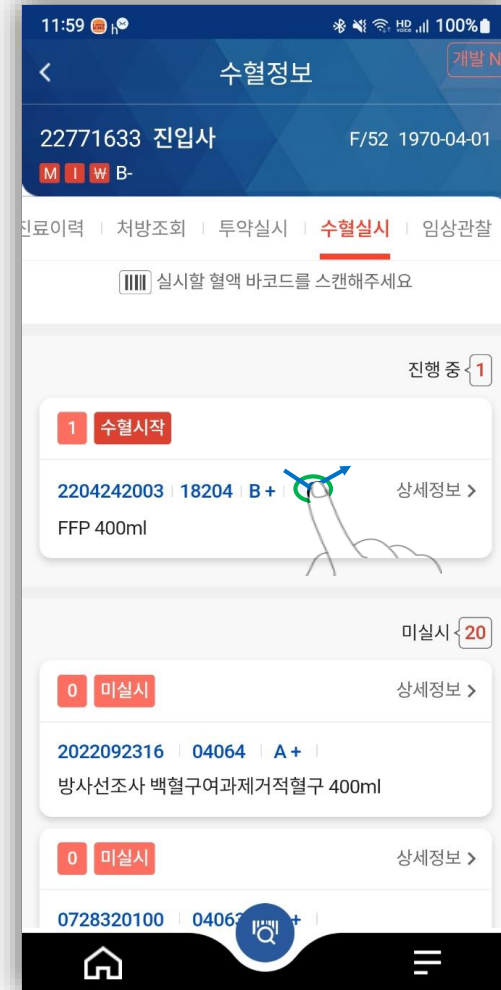 11:59 100%
수혈정보 개발 N
22771633 진입사 F/52 1970-04-01
M I ₩ B-
진료이력 처방조회 투약실시 수혈실시 임상관찰
실시할 혈액 바코드를 스캔해주세요
진행 중 1
1 수혈시작
2204242003 18204 B + 상세정보 >
FFP 400ml
미실시 20
0 미실시 상세정보 >
2022092316 04064 A +
방사선조사 백혈구여과제거적혈구 400ml
0 미실시 상세정보 >
0728320100 04063 +